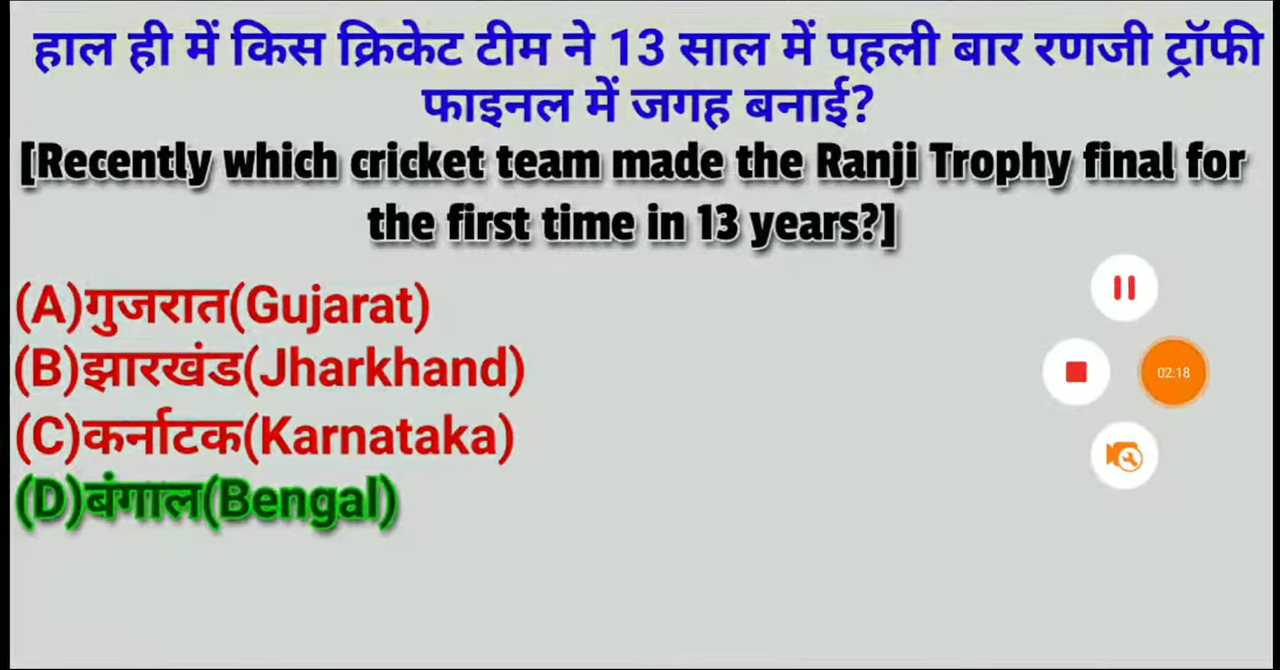 हाल ही में किस क्रिकेट टीम ने 13 साल में पहली बार रणजी ट्रॉफी
फाइनल में जगह बनाई?
[Recently which cricket team made the Ranji Trophy final for
the first time in 13 years?]
(A)गुजरात(Gujarat)
(B)झारखंड(Jharkhand)
(C)कर्नाटक(Karnataka)
(D)बंगाल(Bengal)
02:18